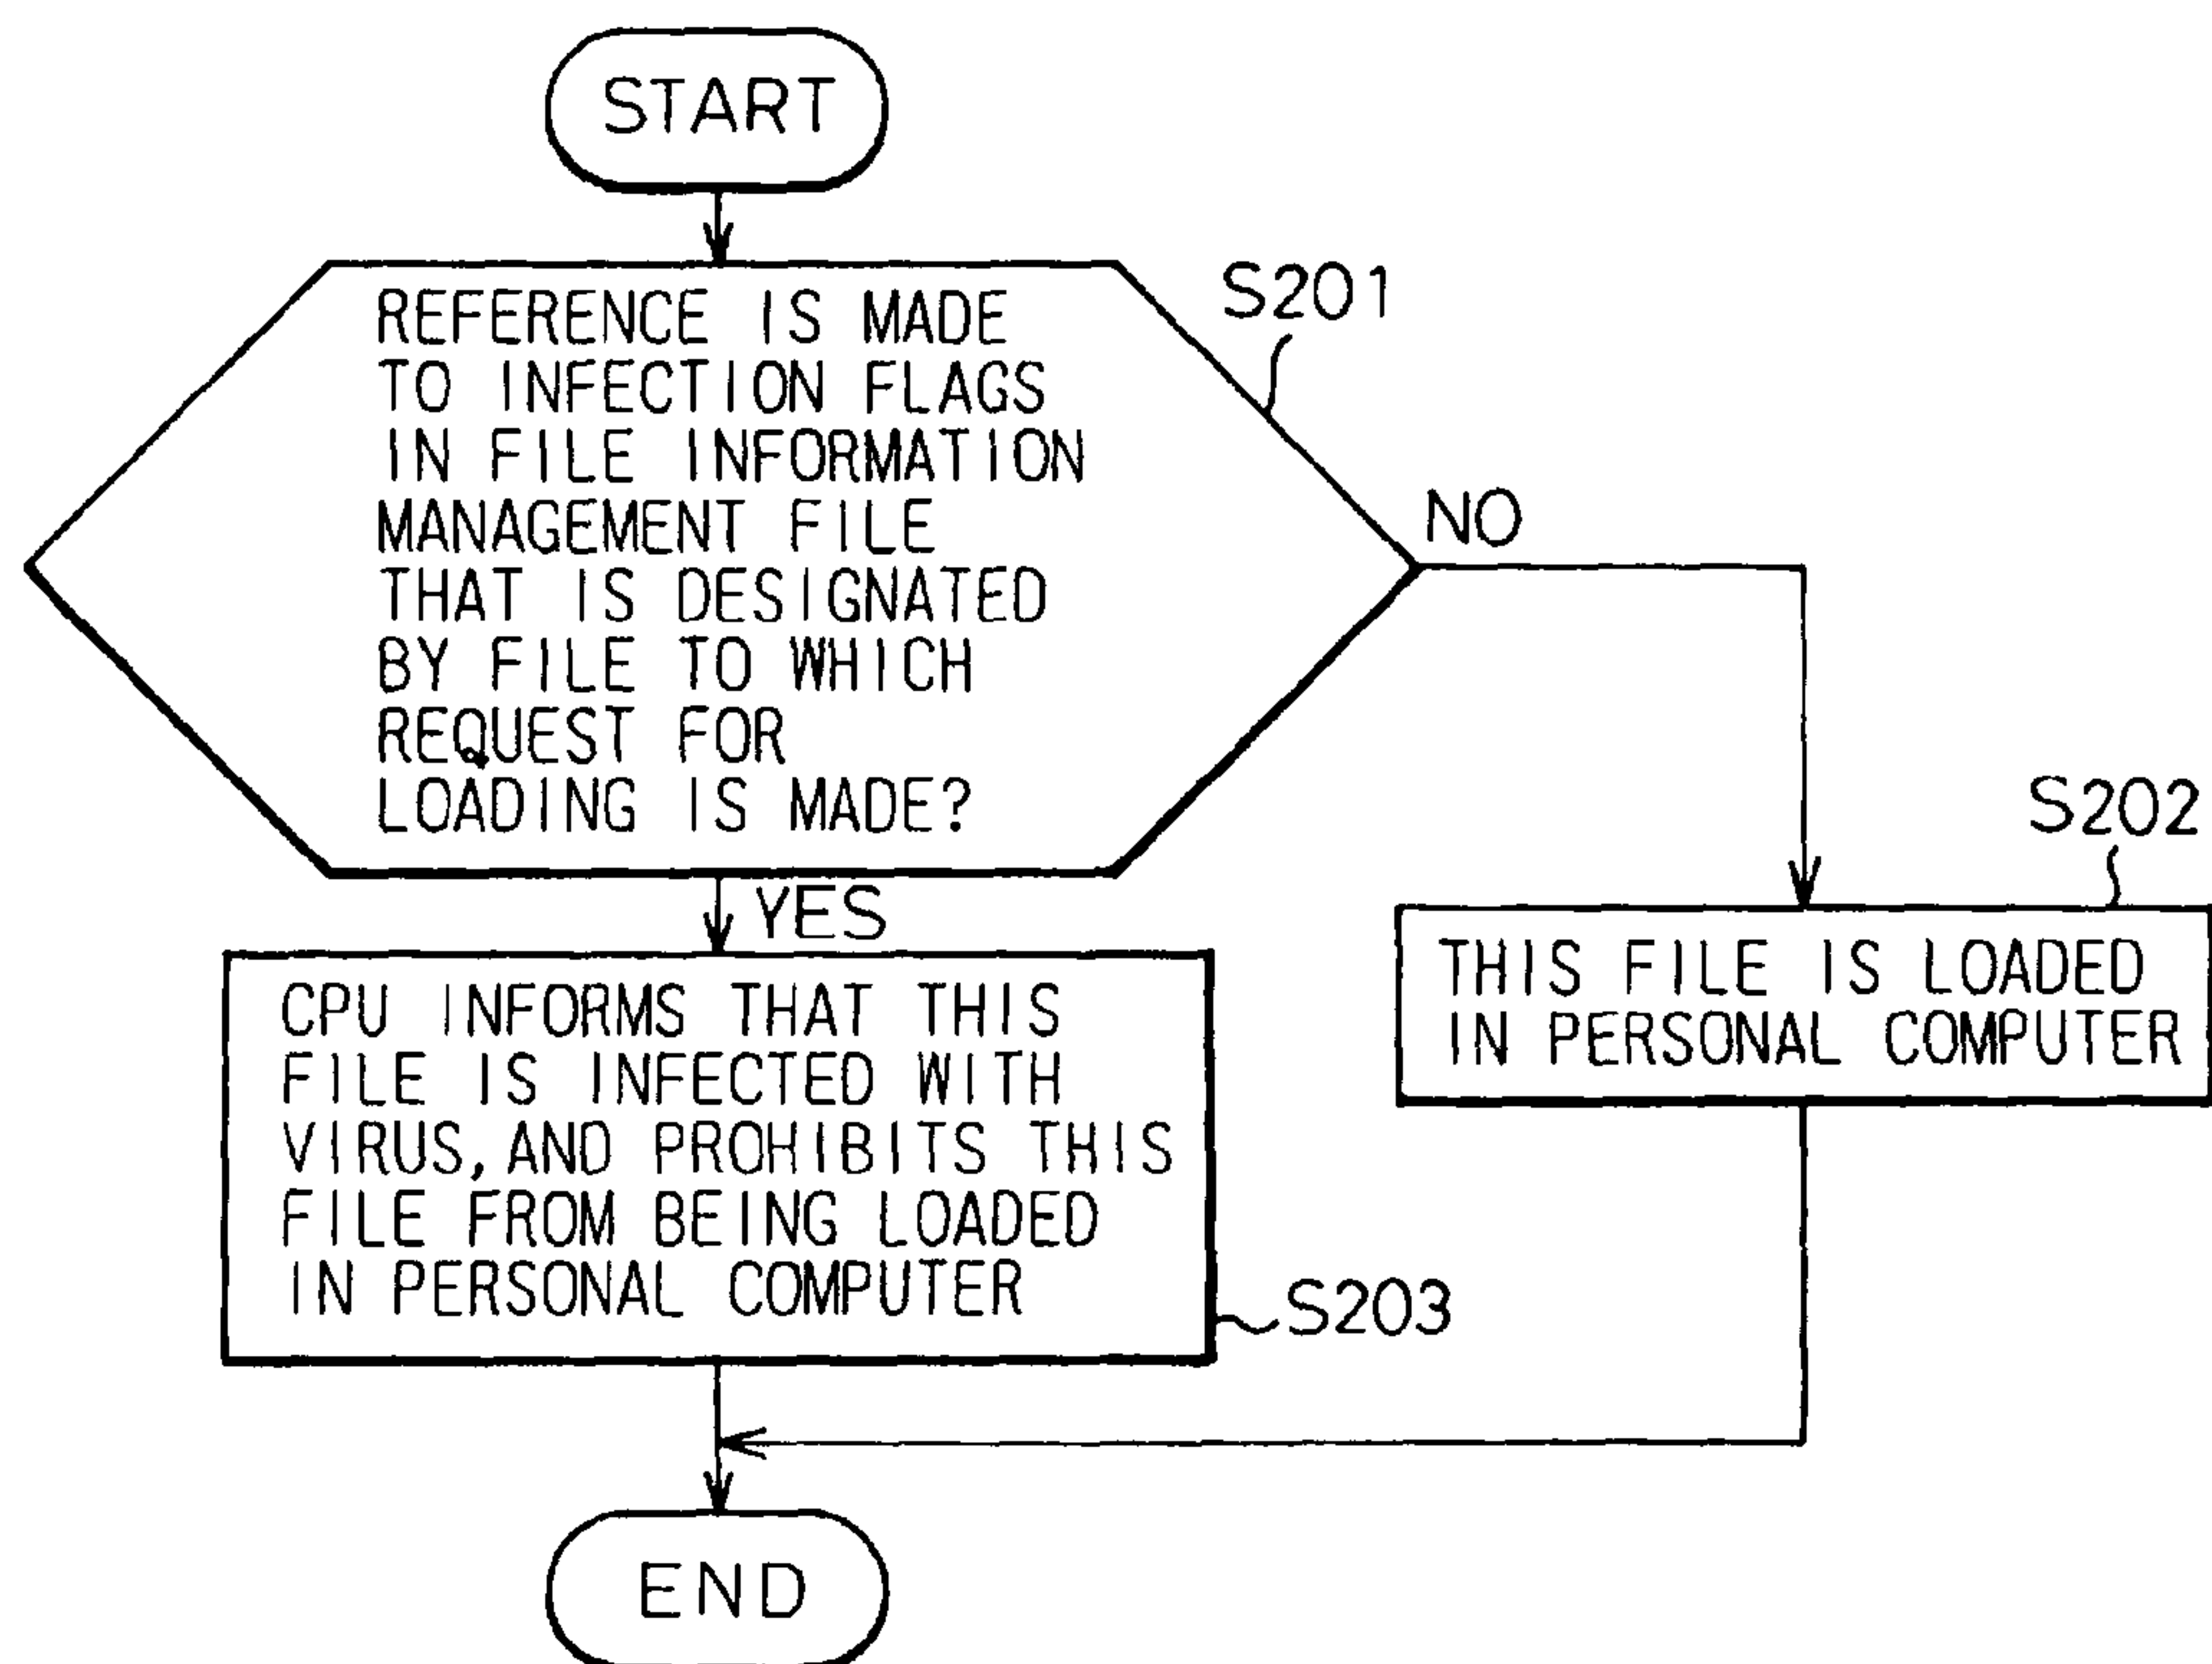 START
S201
REFERENCE IS MADE
TO INFECTION FLAGS
IN FILE INFORMATION
MANAGEMENT FILE
THAT IS DESIGNATED
BY FILE TO WHICH
REQUEST FOR
LOADING IS MADE?
NO
YES
S202
THIS FILE IS LOADED
IN PERSONAL COMPUTER
CPU INFORMS THAT THIS
FILE IS INFECTED WITH
VIRUS, AND PROHIBITS THIS
FILE FROM BEING LOADED
IN PERSONAL COMPUTER
S203
END